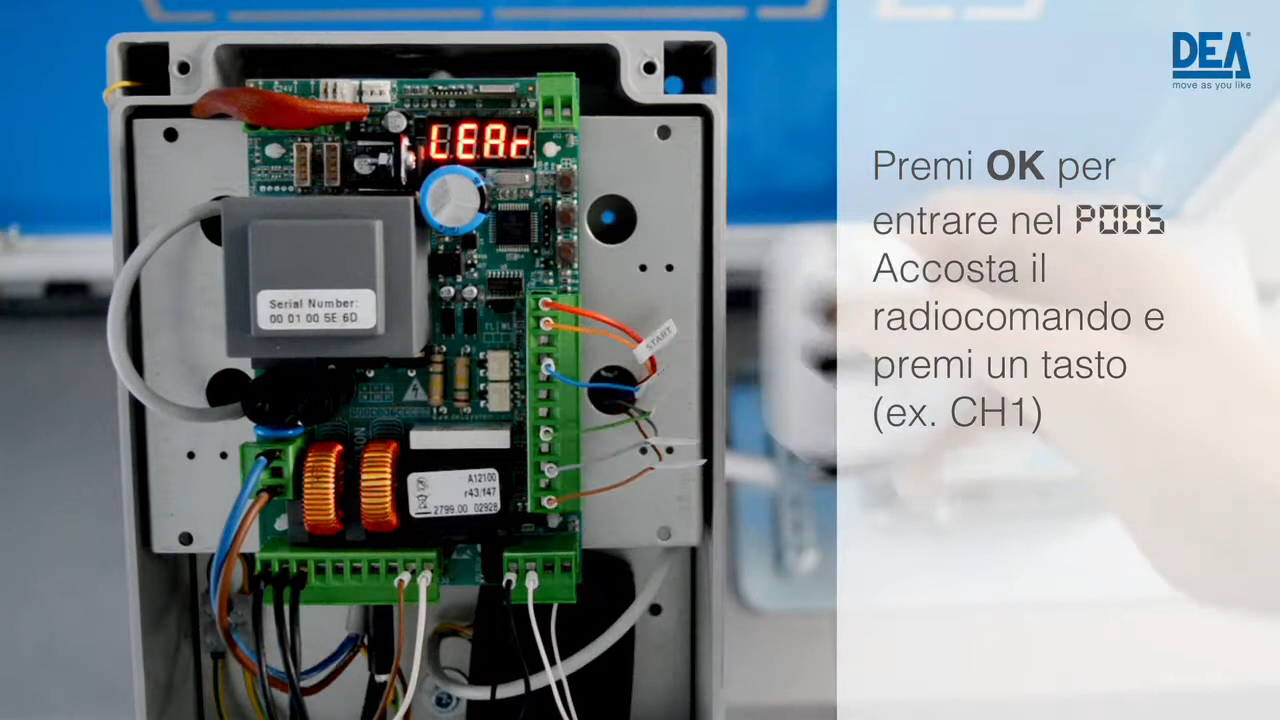 DEA
move as you like
Premi OK per
entrare nel P005
Accosta il
radiocomando e
premi un tasto
(ex. CH1)
LEAr
Serial Number:
00 01 00 5E 6D
START
A12100
r43/f47
2799.00 02928